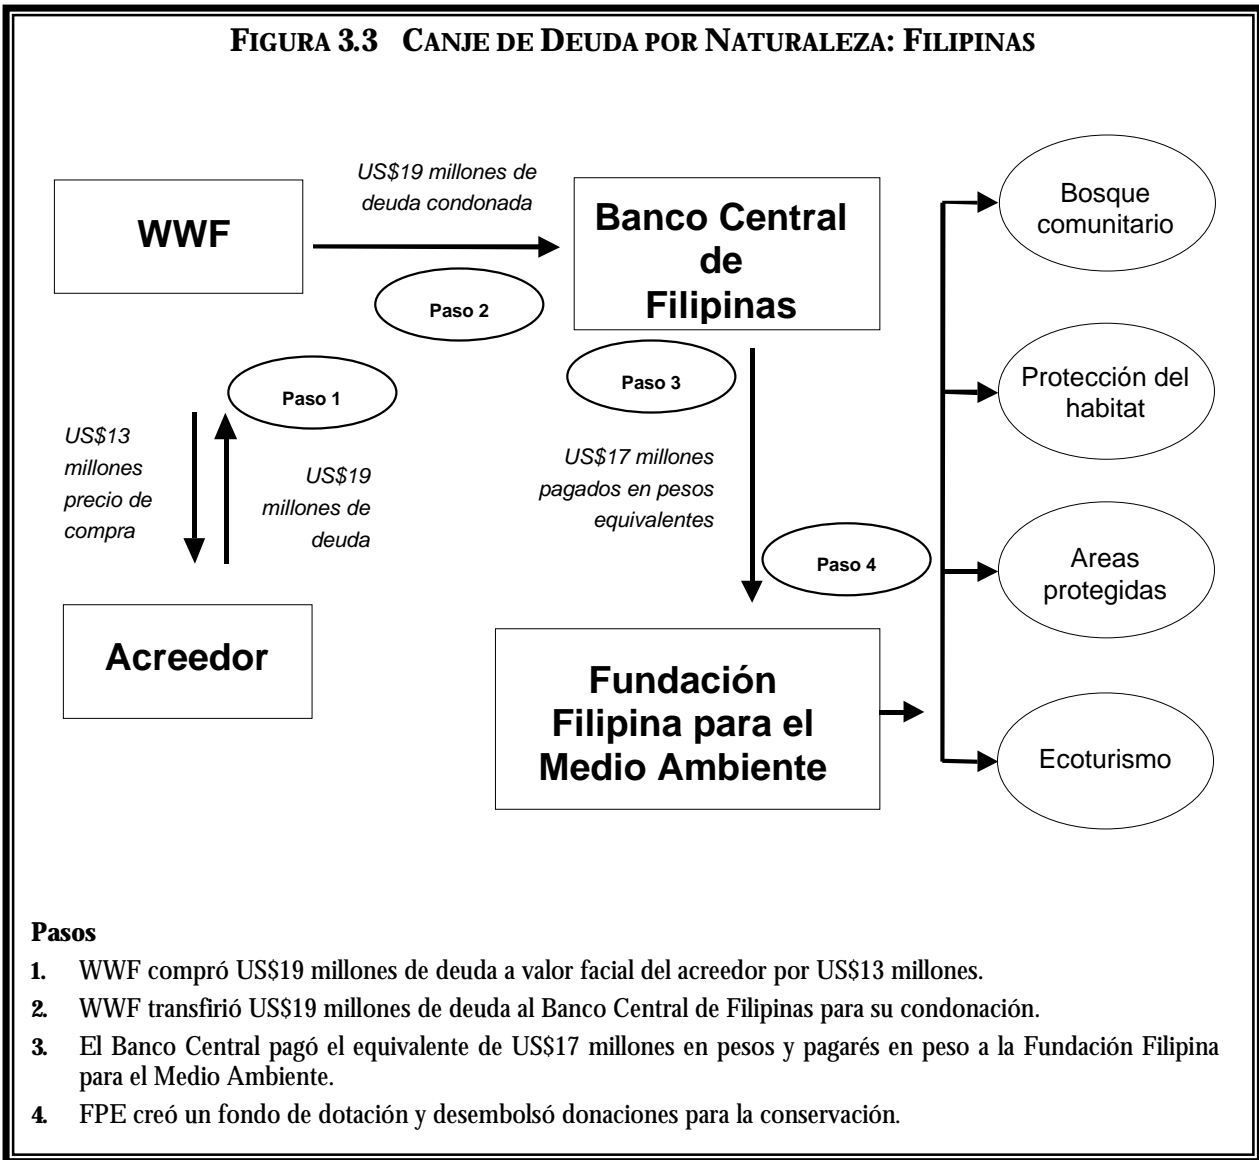 FIGURA 3.3 CANJE DE DEUDA POR NATURALEZA: FILIPINAS
WWF
US$19 millones de
deuda condonada
Paso 2
Banco Central
de
Filipinas
Paso 1
US$13
millones
precio de
compra
US$19
millones de
deuda
Acreedor
Paso 3
US$17 millones
pagados en pesos
equivalentes
Paso 4
Fundación
Filipina para el
Medio Ambiente
Bosque
comunitario
Protección del
habitat
Areas
protegidas
Ecoturismo
Pasos
1. WWF compró US$19 millones de deuda a valor facial del acreedor por US$13 millones.
2. WWF transfirió US$19 millones de deuda al Banco Central de Filipinas para su condonación.
3. El Banco Central pagó el equivalente de US$17 millones en pesos y pagarés en peso a la Fundación Filipina
para el Medio Ambiente.
4. FPE creó un fondo de dotación y desembolsó donaciones para la conservación.